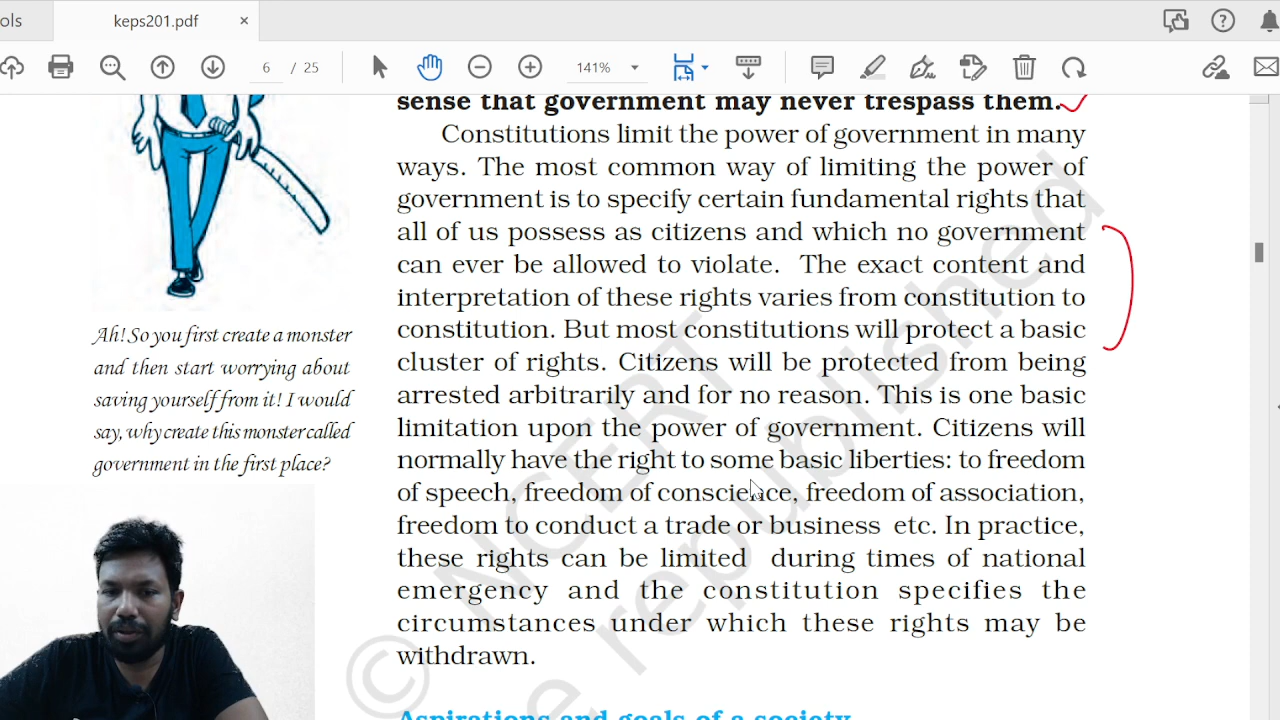 ols
keps201.pdf
6 / 25
141%
sense that government may never trespass them.
Constitutions limit the power of government in many
ways. The most common way of limiting the power of
government is to specify certain fundamental rights that
all of us possess as citizens and which no government
can ever be allowed to violate. The exact content and
interpretation of these rights varies from constitution to
constitution. But most constitutions will protect a basic
cluster of rights. Citizens will be protected from being
arrested arbitrarily and for no reason. This is one basic
limitation upon the power of government. Citizens will
normally have the right to some basic liberties: to freedom
of speech, freedom of conscience, freedom of association,
freedom to conduct a trade or business etc. In practice,
these rights can be limited during times of national
emergency and the constitution specifies the
circumstances under which these rights may be
withdrawn.
Aspirations and goals of a society
Ah! So you first create a monster
and then start worrying about
saving yourself from it! I would
say, why create this monster called
government in the first place?
© NCERT
e republished